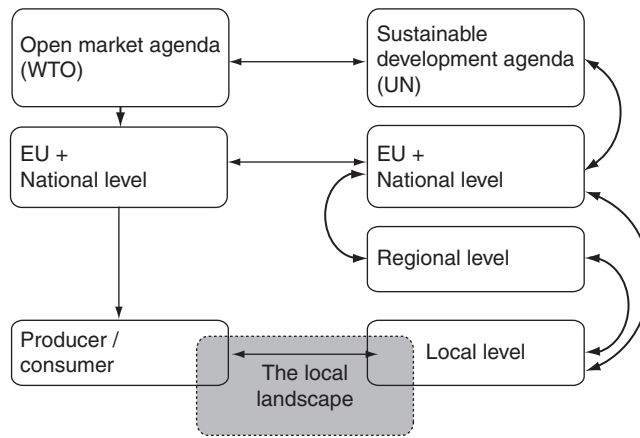 Open market agenda
(WTO)
Sustainable
development agenda
(UN)
EU +
National level
EU +
National level
Regional level
Producer /
consumer
The local
landscape
Local level